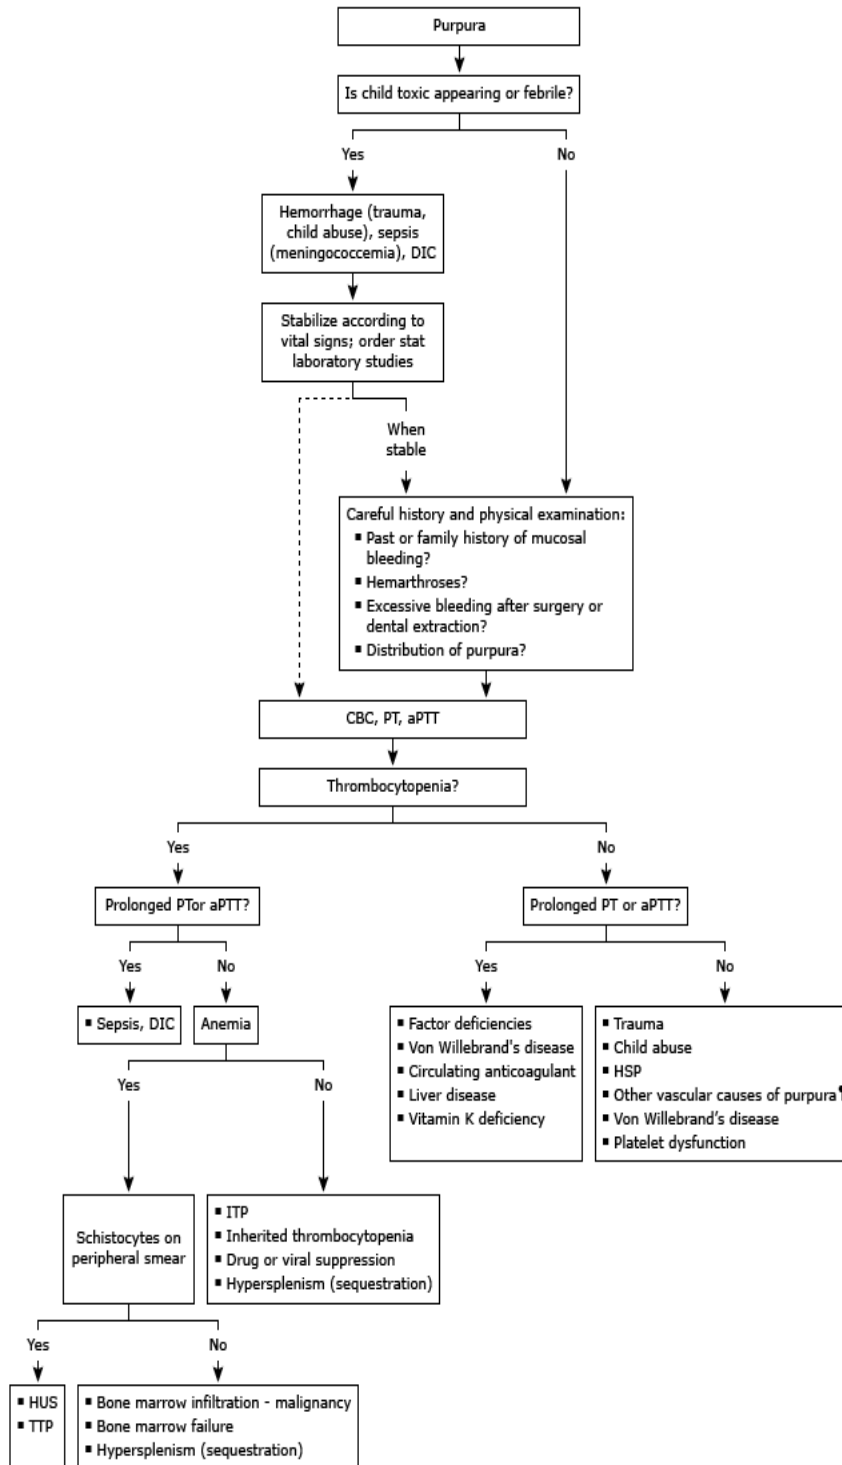 Purpura
Is child toxic appearing or febrile?
Yes
No
Hemorrhage (trauma,
child abuse), sepsis
(meningococcemia), DIC
Stabilize according to
vital signs; order stat
laboratory studies
When
stable
Careful history and physical examination:
▪ Past or family history of mucosal
bleeding?
▪ Hemarthroses?
▪ Excessive bleeding after surgery or
dental extraction?
▪ Distribution of purpura?
CBC, PT, aPTT
Thrombocytopenia?
Yes
No
Prolonged PTor aPTT?
Prolonged PT or aPTT?
Yes
No
Yes
No
▪ Sepsis, DIC
Anemia
▪ Factor deficiencies
▪ Von Willebrand's disease
▪ Circulating anticoagulant
▪ Liver disease
▪ Vitamin K deficiency
▪ Trauma
▪ Child abuse
▪ HSP
▪ Other vascular causes of purpura
▪ Von Willebrand's disease
▪ Platelet dysfunction
Yes
No
Schistocytes on
peripheral smear
▪ ITP
▪ Inherited thrombocytopenia
▪ Drug or viral suppression
▪ Hypersplenism (sequestration)
Yes
No
▪ HUS
▪ TTP
▪ Bone marrow infiltration - malignancy
▪ Bone marrow failure
▪ Hypersplenism (sequestration)